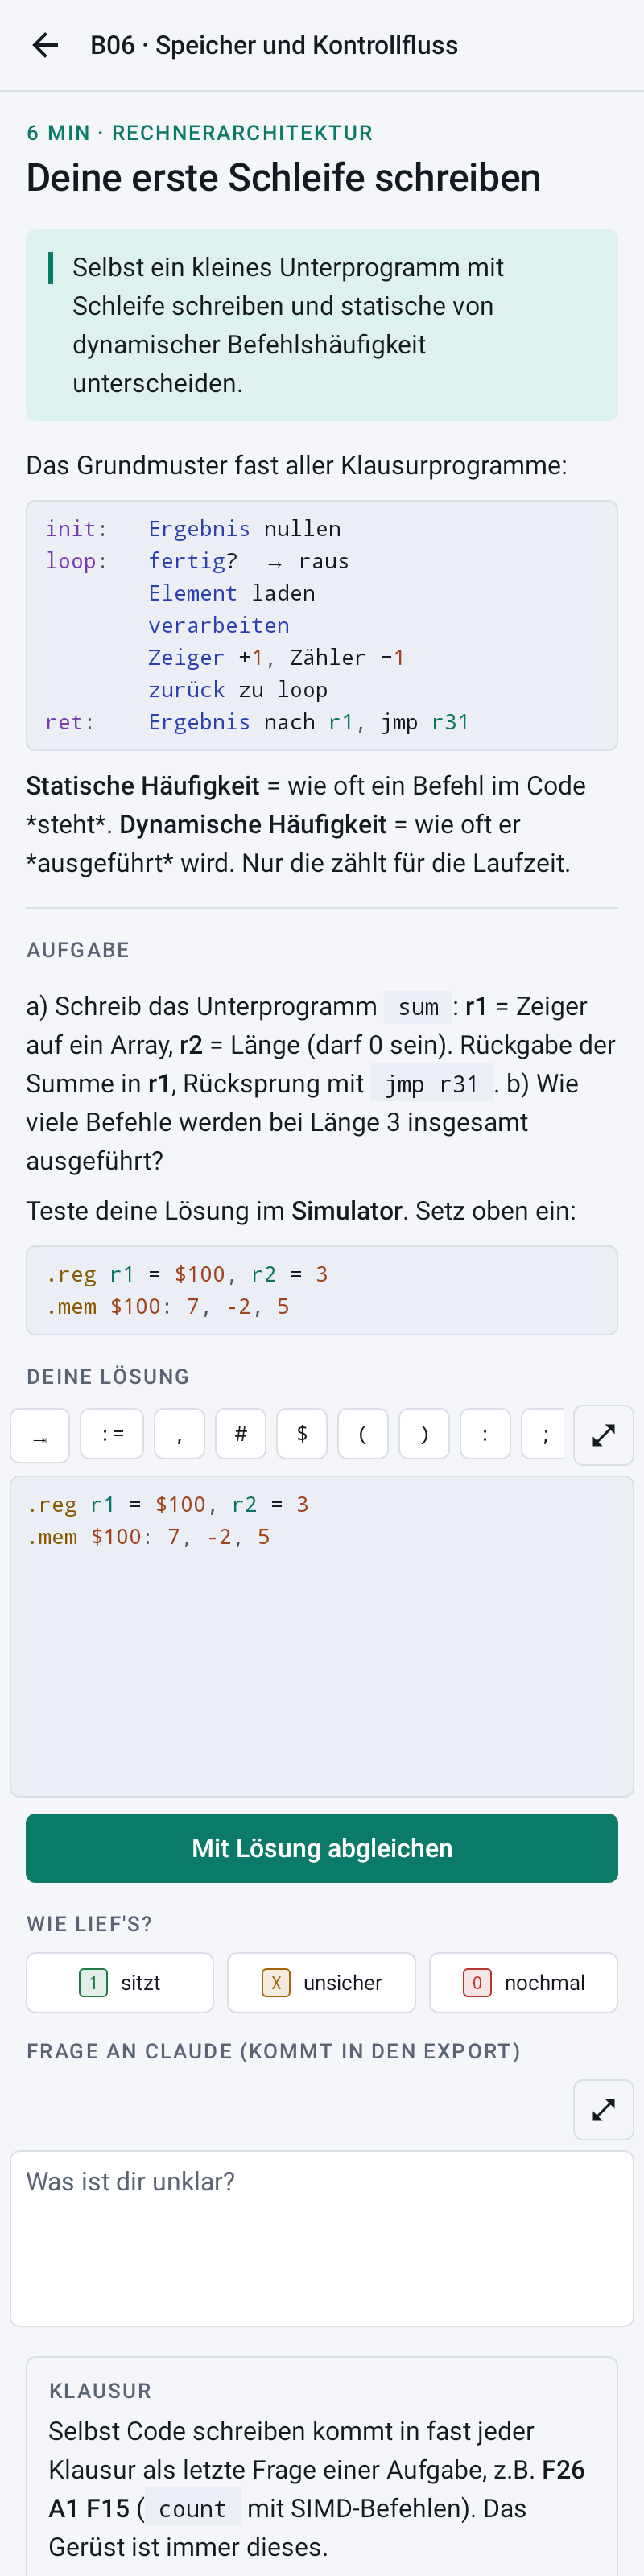 B06 · Speicher und Kontrollfluss
6 MIN · RECHNERARCHITEKTUR
Deine erste Schleife schreiben
Selbst ein kleines Unterprogramm mit
Schleife schreiben und statische von
dynamischer Befehlshäufigkeit
unterscheiden.
Das Grundmuster fast aller Klausurprogramme:
init:   Ergebnis nullen
loop:   fertig?  → raus
        Element laden
        verarbeiten
        Zeiger +1, Zähler −1
        zurück zu loop
ret:    Ergebnis nach r1, jmp r31
Statische Häufigkeit = wie oft ein Befehl im Code
*steht*. Dynamische Häufigkeit = wie oft er
*ausgeführt* wird. Nur die zählt für die Laufzeit.
AUFGABE
a) Schreib das Unterprogramm sum : r1 = Zeiger
auf ein Array, r2 = Länge (darf 0 sein). Rückgabe der
Summe in r1, Rücksprung mit jmp r31 . b) Wie
viele Befehle werden bei Länge 3 insgesamt
ausgeführt?
Teste deine Lösung im Simulator. Setz oben ein:
.reg r1 = $100, r2 = 3
.mem $100: 7, -2, 5
DEINE LÖSUNG
→ := , # $ ( ) : ;
.reg r1 = $100, r2 = 3
.mem $100: 7, -2, 5
Mit Lösung abgleichen
WIE LIEF'S?
1 sitzt X unsicher 0 nochmal
FRAGE AN CLAUDE (KOMMT IN DEN EXPORT)
Was ist dir unklar?
KLAUSUR
Selbst Code schreiben kommt in fast jeder
Klausur als letzte Frage einer Aufgabe, z.B. F26
A1 F15 ( count mit SIMD-Befehlen). Das
Gerüst ist immer dieses.